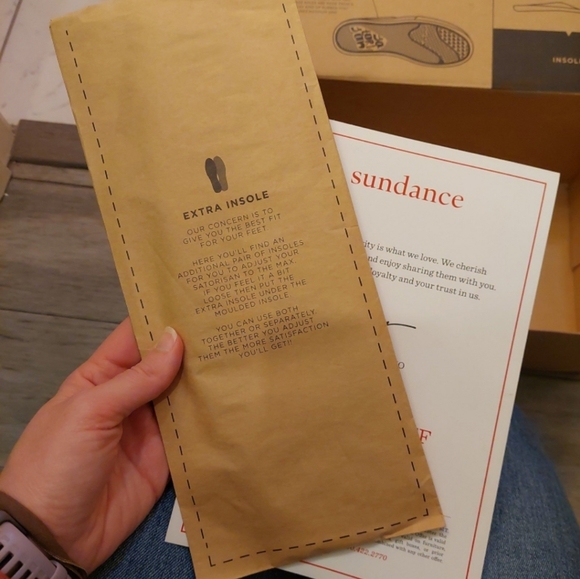 EXTRA INSOLE
OUR CONCERN IS TO
GIVE YOU THE BEST FIT
FOR YOUR FEET
HERE YOU'LL FIND AN
ADDITIONAL PAIR OF INSOLES
FOR YOU TO ADJUST YOUR
SATORISAN TO THE MAX
IF YOU FEEL IT A BIT
LOOSE THEN PUT THE
EXTRA INSOLE UNDER THE
MOULDED INSOLE
YOU CAN USE BOTH
TOGETHER OR SEPARATELY.
THE BETTER YOU ADJUST
THEM THE MORE SATISFACTION
YOU'LL GET!!
sundance
is what we love. We cherish
and enjoy sharing them with you.
loyalty and your trust in us.
422.2770
INSOL